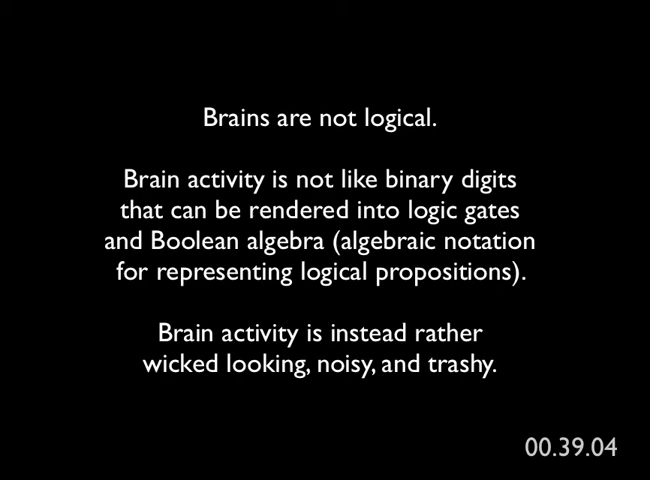 Brains are not logical.
Brain activity is not like binary digits
that can be rendered into logic gates
and Boolean algebra (algebraic notation
for representing logical propositions).
Brain activity is instead rather
wicked looking, noisy, and trashy.
00.39.04